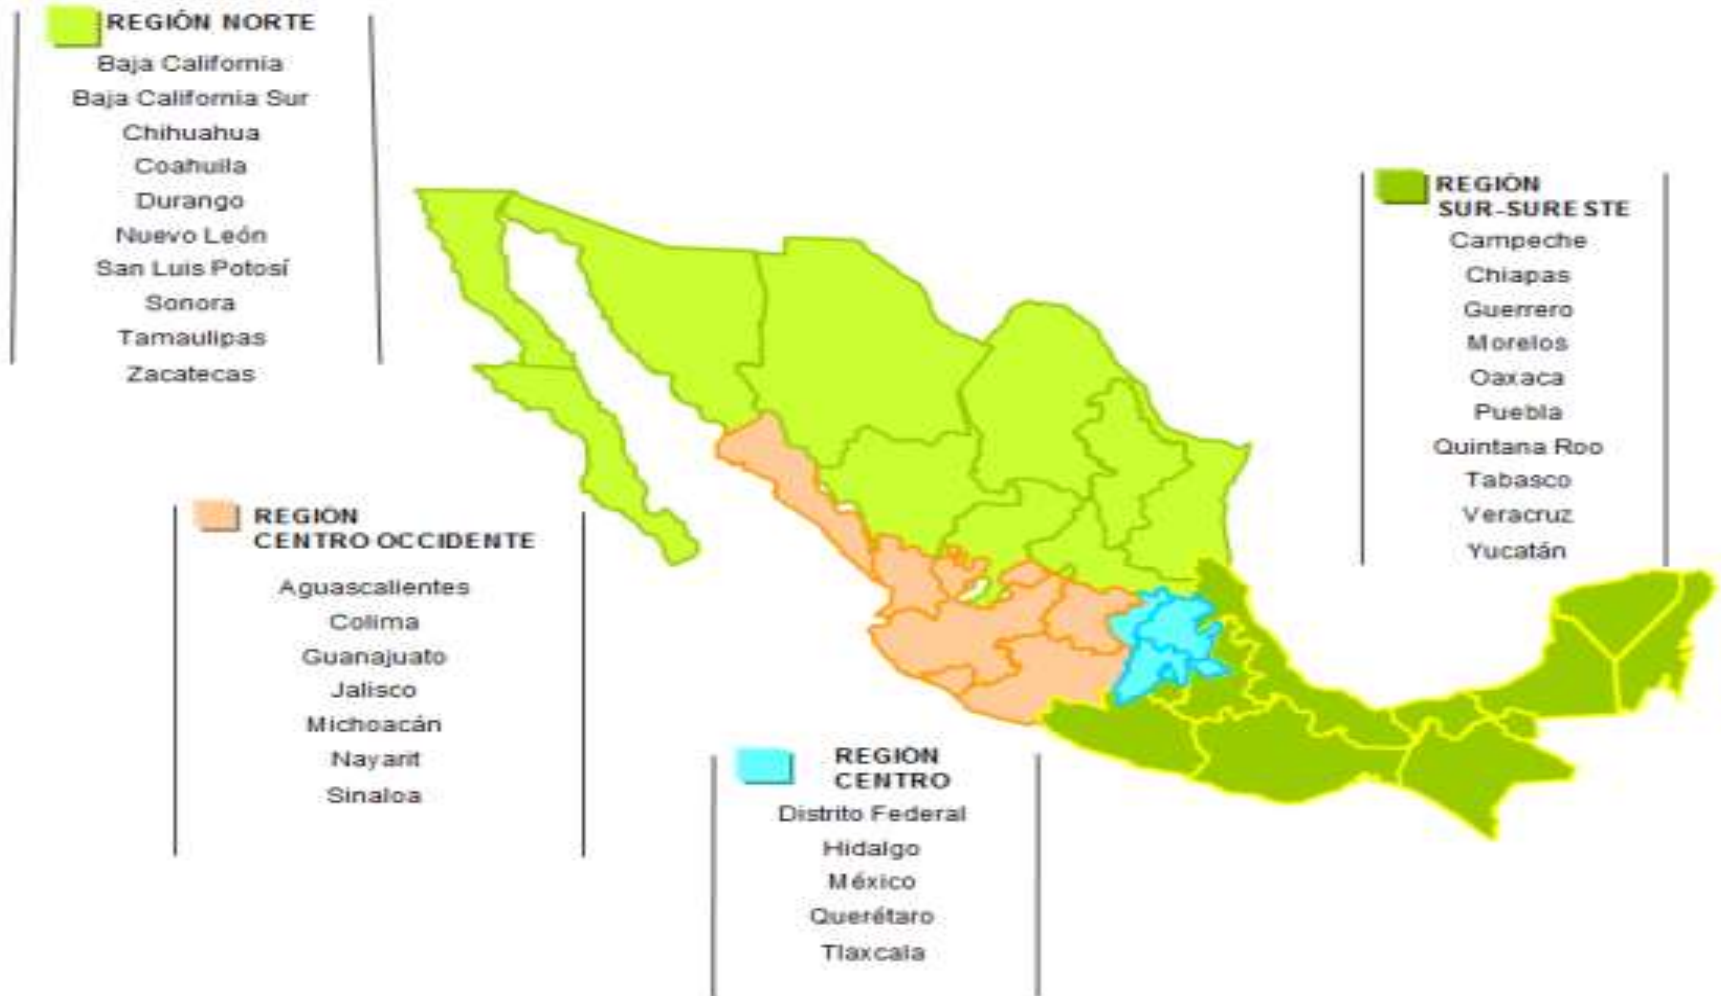 REGIÓN NORTE
Baja California
Baja California Sur
Chihuahua
Coahuila
Durango
Nuevo León
San Luis Potosí
Sonora
Tamaulipas
Zacatecas
REGIÓN
CENTRO OCCIDENTE
Aguascalientes
Colima
Guanajuato
Jalisco
Michoacán
Nayarit
Sinaloa
REGIÓN
CENTRO
Distrito Federal
Hidalgo
México
Querétaro
Tlaxcala
REGIÓN
SUR-SURESTE
Campeche
Chiapas
Guerrero
Morelos
Oaxaca
Puebla
Quintana Roo
Tabasco
Veracruz
Yucatán